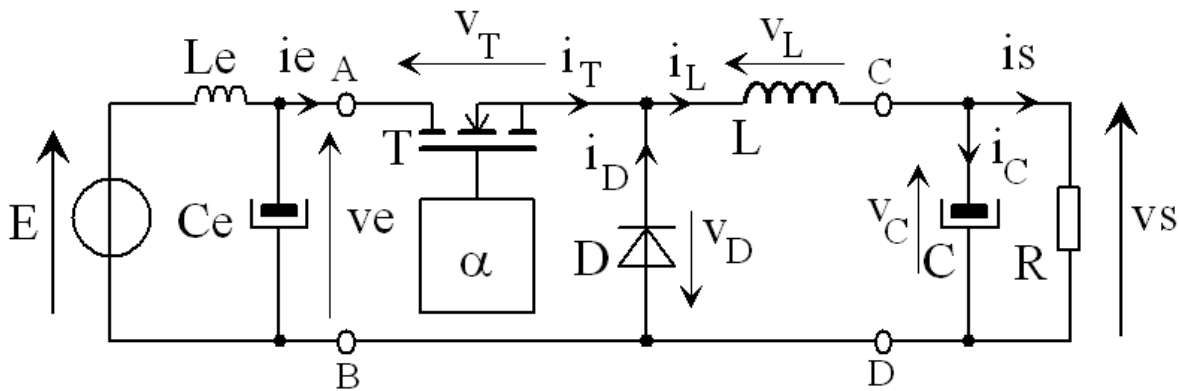 v_T
v_L
Le
ie
A
i_T
i_L
C
is
T
L
i_D
i_C
E
Ce
ve
α
D
v_D
v_C
C
R
vs
B
D